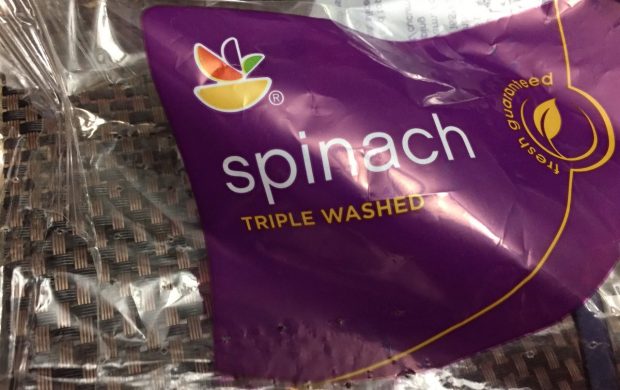 ®
spinach
TRIPLE WASHED
fresh guaranteed